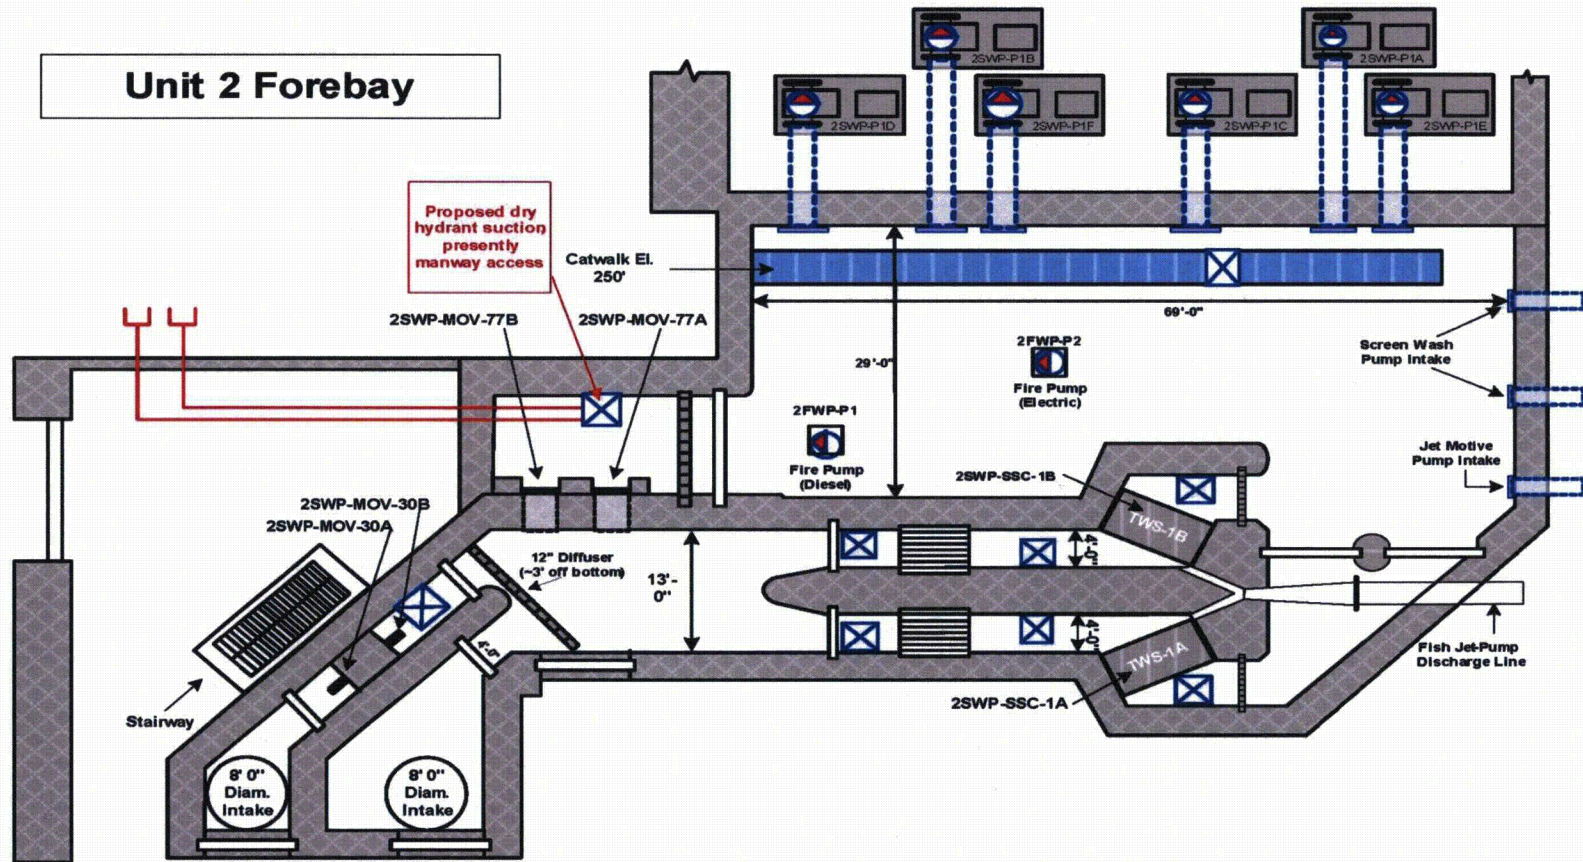 Unit 2 Forebay
2SWP-P1B
2SWP-P1A
2SWP-P1D
2SWP-P1F
2SWP-P1C
2SWP-P1E
Proposed dry
hydrant suction,
presently
manway access
Catwalk El.
250'
69'-0"
2SWP-MOV-77B
2SWP-MOV-77A
29'-0"
2FWP-P2
Fire Pump
(Electric)
Screen Wash
Pump Intake
2FWP-P1
Fire Pump
(Diesel)
Jet Motive
Pump Intake
2SWP-SSC-1B
2SWP-MOV-30B
2SWP-MOV-30A
TWS-1B
12" Diffuser
(~3' off bottom)
13'-
0"
4'-0"
4'-0"
4'-0"
TWS-1A
Fish Jet-Pump
Discharge Line
2SWP-SSC-1A
Stairway
8' 0"
Diam.
Intake
8' 0"
Diam.
Intake